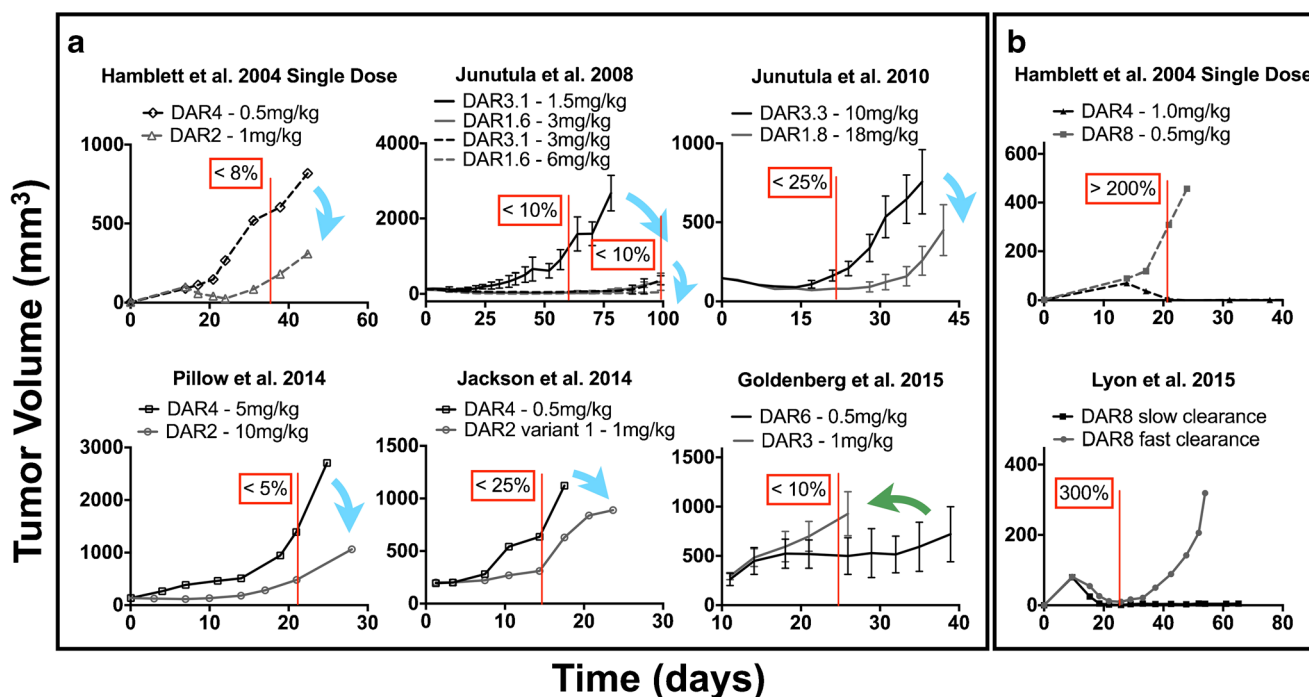 a
Hamblett et al. 2004 Single Dose
DAR4 - 0.5mg/kg
DAR2 - 1mg/kg
1000
500
0
0 20 40 60
< 8%
Junutula et al. 2008
DAR3.1 - 1.5mg/kg
DAR1.6 - 3mg/kg
DAR3.1 - 3mg/kg
DAR1.6 - 6mg/kg
4000
2000
0
0 25 50 75 100
< 10%
< 10%
Junutula et al. 2010
DAR3.3 - 10mg/kg
DAR1.8 - 18mg/kg
1000
500
0
0 15 30 45
< 25%
Pillow et al. 2014
DAR4 - 5mg/kg
DAR2 - 10mg/kg
3000
2000
1000
0
0 10 20 30
< 5%
Jackson et al. 2014
DAR4 - 0.5mg/kg
DAR2 variant 1 - 1mg/kg
1500
1000
500
0
0 10 20 30
< 25%
Goldenberg et al. 2015
DAR6 - 0.5mg/kg
DAR3 - 1mg/kg
1500
1000
500
0
10 20 30 40
< 10%
b
Hamblett et al. 2004 Single Dose
DAR4 - 1.0mg/kg
DAR8 - 0.5mg/kg
600
400
200
0
0 10 20 30 40
> 200%
Lyon et al. 2015
DAR8 slow clearance
DAR8 fast clearance
400
200
0
0 20 40 60 80
300%
Tumor Volume (mm³)
Time (days)